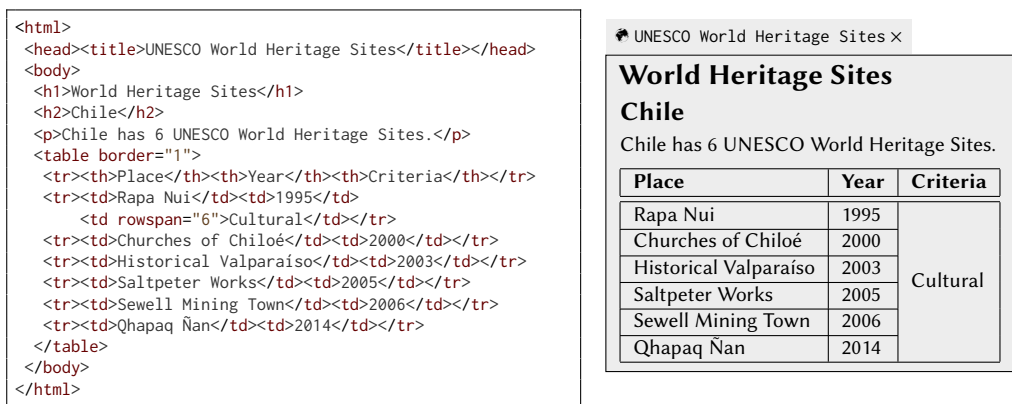 <html>
<head><title>UNESCO World Heritage Sites</title></head>
<body>
<h1>World Heritage Sites</h1>
<h2>Chile</h2>
<p>Chile has 6 UNESCO World Heritage Sites.</p>
<table border="1">
<tr><th>Place</th><th>Year</th><th>Criteria</th></tr>
<tr><td>Rapa Nui</td><td>1995</td>
<td rowspan="6">Cultural</td></tr>
<tr><td>Churches of Chiloé</td><td>2000</td></tr>
<tr><td>Historical Valparaíso</td><td>2003</td></tr>
<tr><td>Saltpeter Works</td><td>2005</td></tr>
<tr><td>Sewell Mining Town</td><td>2006</td></tr>
<tr><td>Qhapaq Ñan</td><td>2014</td></tr>
</table>
</body>
</html>
UNESCO World Heritage Sites ×
World Heritage Sites
Chile
Chile has 6 UNESCO World Heritage Sites.
Place Year Criteria
Rapa Nui 1995
Churches of Chiloé 2000
Historical Valparaíso 2003
Cultural
Saltpeter Works 2005
Sewell Mining Town 2006
Qhapaq Ñan 2014